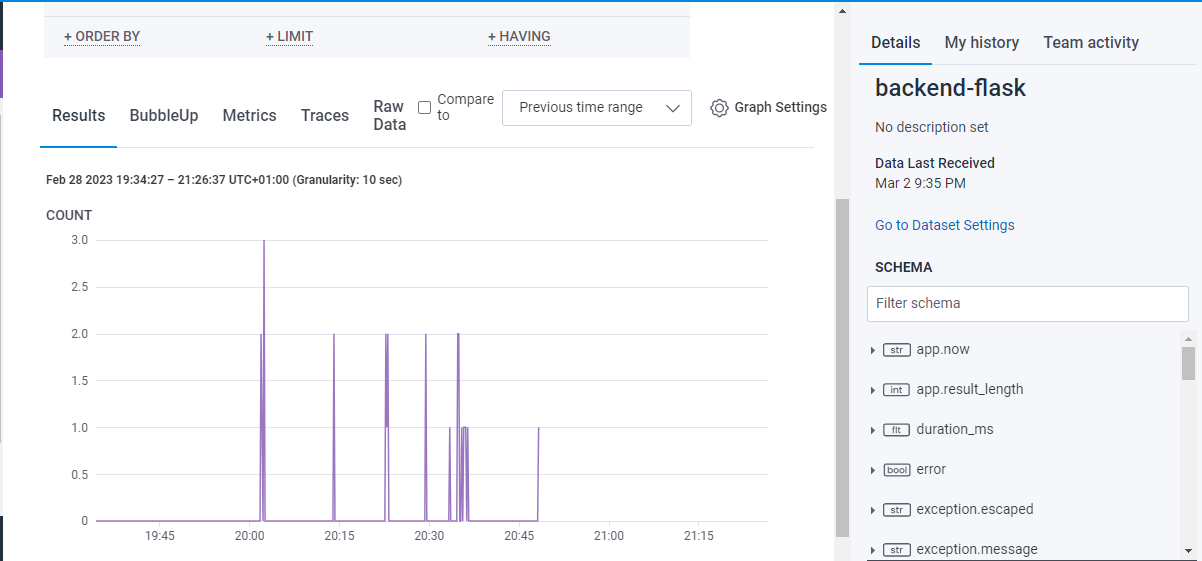 + ORDER BY
+ LIMIT
+ HAVING
Results
BubbleUp
Metrics
Traces
Raw
Data
Compare
to
Previous time range
Graph Settings
Feb 28 2023 19:34:27 – 21:26:37 UTC+01:00 (Granularity: 10 sec)
COUNT
3.0
2.5
2.0
1.5
1.0
0.5
0
19:45
20:00
20:15
20:30
20:45
21:00
21:15
Details
My history
Team activity
backend-flask
No description set
Data Last Received
Mar 2 9:35 PM
Go to Dataset Settings
SCHEMA
Filter schema
str app.now
int app.result_length
flt duration_ms
bool error
str exception.escaped
str exception.message